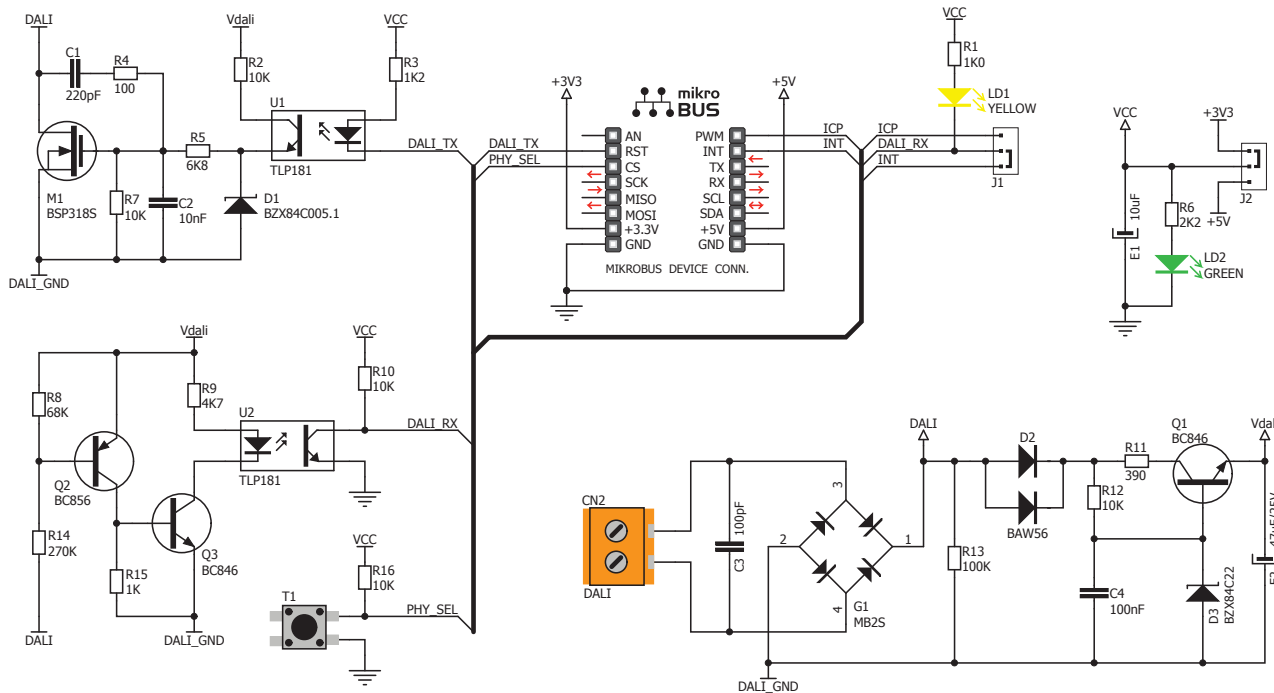 DALI
Vdali
VCC
C1
220pF
R4
100
R2
10K
R3
1K2
U1
TLP181
R5
6K8
M1
BSP318S
R7
10K
C2
10nF
D1
BZX84C005.1
DALI_GND
DALI_TX
+3V3
mikro
BUS
+5V
DALI_TX
PHY_SEL
AN
RST
CS
SCK
MISO
MOSI
+3.3V
GND
PWM
INT
TX
RX
SCL
SDA
+5V
GND
MIKROBUS DEVICE CONN.
ICP
INT
VCC
R1
1K0
LD1
YELLOW
ICP
DALI_RX
INT
J1
VCC
+3V3
J2
+5V
10uF
E1
R6
2K2
LD2
GREEN
Vdali
VCC
R8
68K
R9
4K7
R10
10K
U2
TLP181
DALI_RX
Q2
BC856
Q3
BC846
R14
270K
R15
1K
DALI
DALI_GND
VCC
R16
10K
T1
PHY_SEL
CN2
DALI
C3
100pF
3
2
1
4
G1
MB2S
DALI
R13
100K
D2
BAW56
R11
390
R12
10K
Q1
BC846
C4
100nF
D3
BZX84C22
DALI_GND